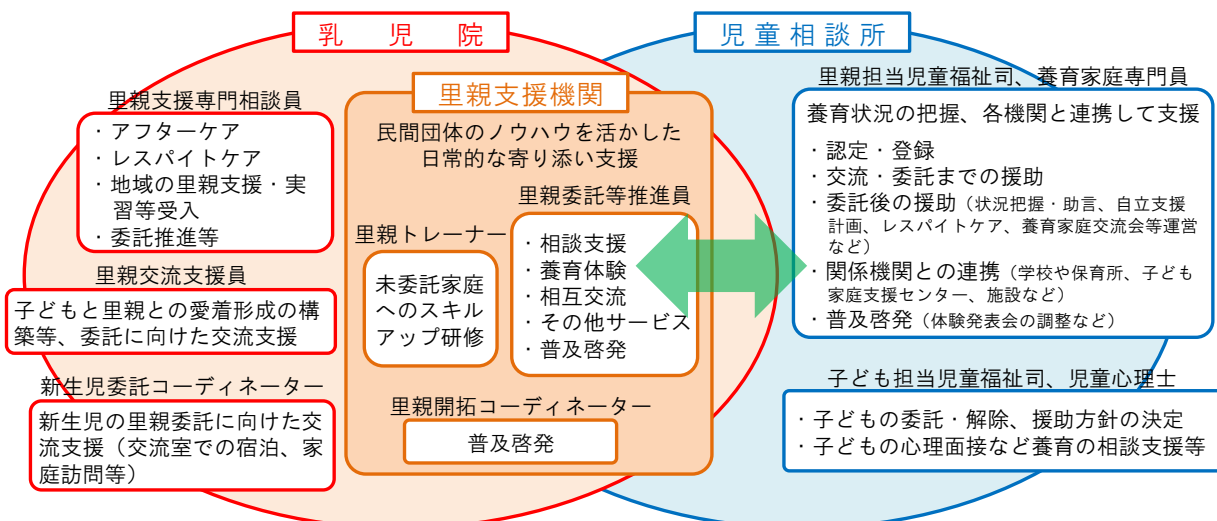 乳児院
里親支援専門相談員
・アフターケア
・レスパイトケア
・地域の里親支援・実
習等受入
・委託推進等
里親交流支援員
子どもと里親との愛着形成の構
築等、委託に向けた交流支援
新生児委託コーディネーター
新生児の里親委託に向けた交
流支援（交流室での宿泊、家
庭訪問等）
里親支援機関
民間団体のノウハウを活かした
日常的な寄り添い支援
里親トレーナー
未委託家庭
へのスキル
アップ研修
里親委託等推進員
・相談支援
・養育体験
・相互交流
・その他サービス
・普及啓発
里親開拓コーディネーター
普及啓発
児童相談所
里親担当児童福祉司、養育家庭専門員
養育状況の把握、各機関と連携して支援
・認定・登録
・交流・委託までの援助
・委託後の援助（状況把握・助言、自立支援
計画、レスパイトケア、養育家庭交流会等運営
など）
・関係機関との連携（学校や保育所、子ども
家庭支援センター、施設など）
・普及啓発（体験発表会の調整など）
子ども担当児童福祉司、児童心理士
・子どもの委託・解除、援助方針の決定
・子どもの心理面接など養育の相談支援等